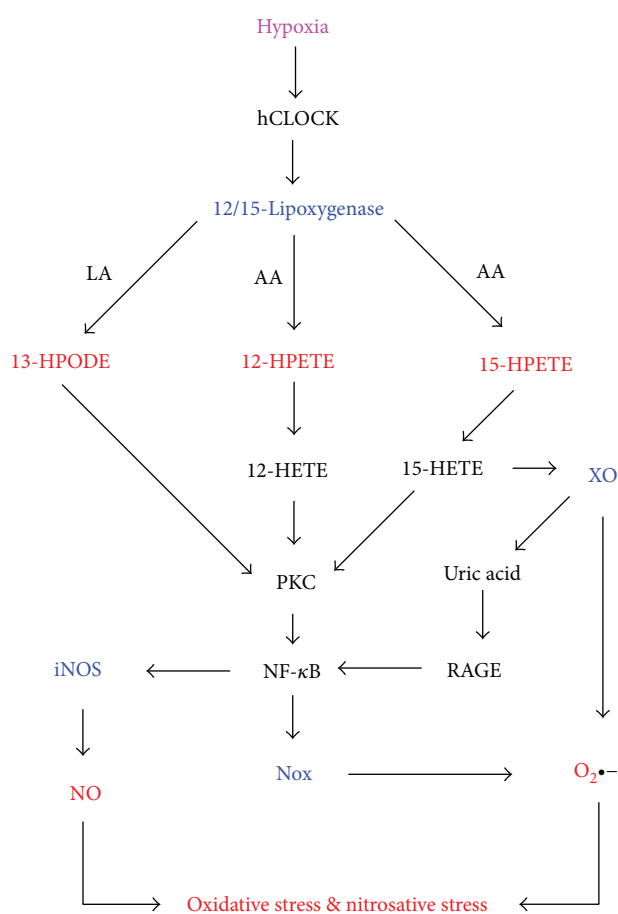 Hypoxia
hCLOCK
12/15-Lipoxygenase
LA
AA
AA
13-HPODE
12-HPETE
15-HPETE
12-HETE
15-HETE
XO
PKC
Uric acid
iNOS
NF-κB
RAGE
NO
Nox
O₂•−
Oxidative stress & nitrosative stress